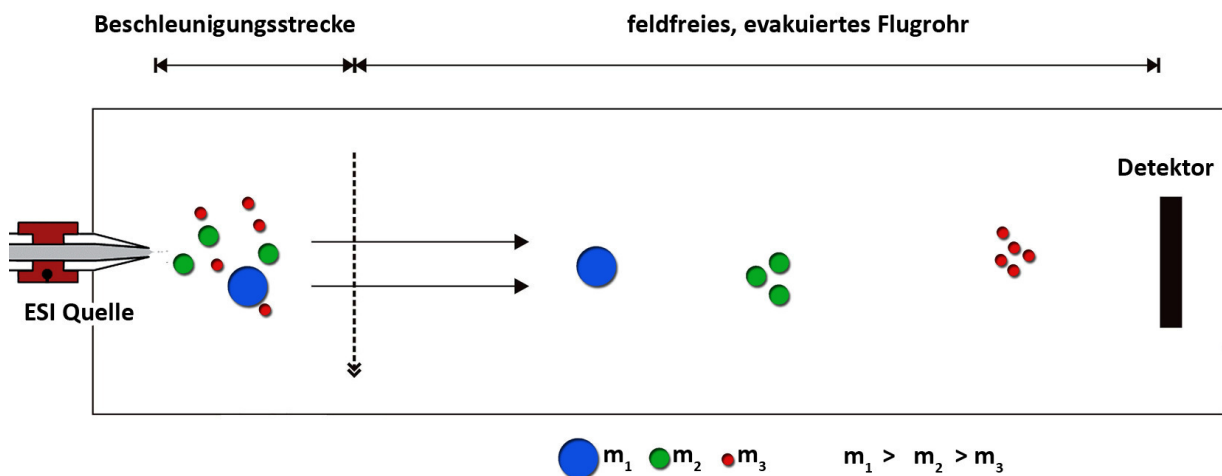 Beschleunigungsstrecke
feldfreies, evakuiertes Flugrohr
Detektor
ESI Quelle
m₁ m₂ m₃ m₁ > m₂ > m₃